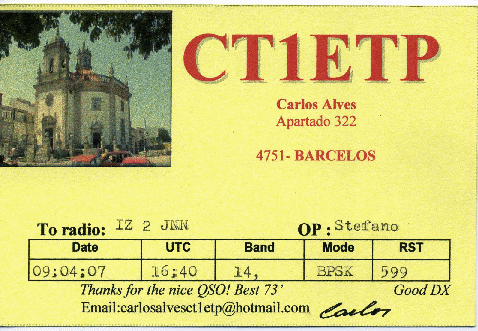 CT1ETP
Carlos Alves
Apartado 322
4751- BARCELOS
To radio: IZ 2 JNN OP : Stefano
Date UTC Band Mode RST
09;04;07 16;40 14, BPSK 599
Thanks for the nice QSO! Best 73'
Good DX
Email:carlosalvesct1etp@hotmail.com
Carlos